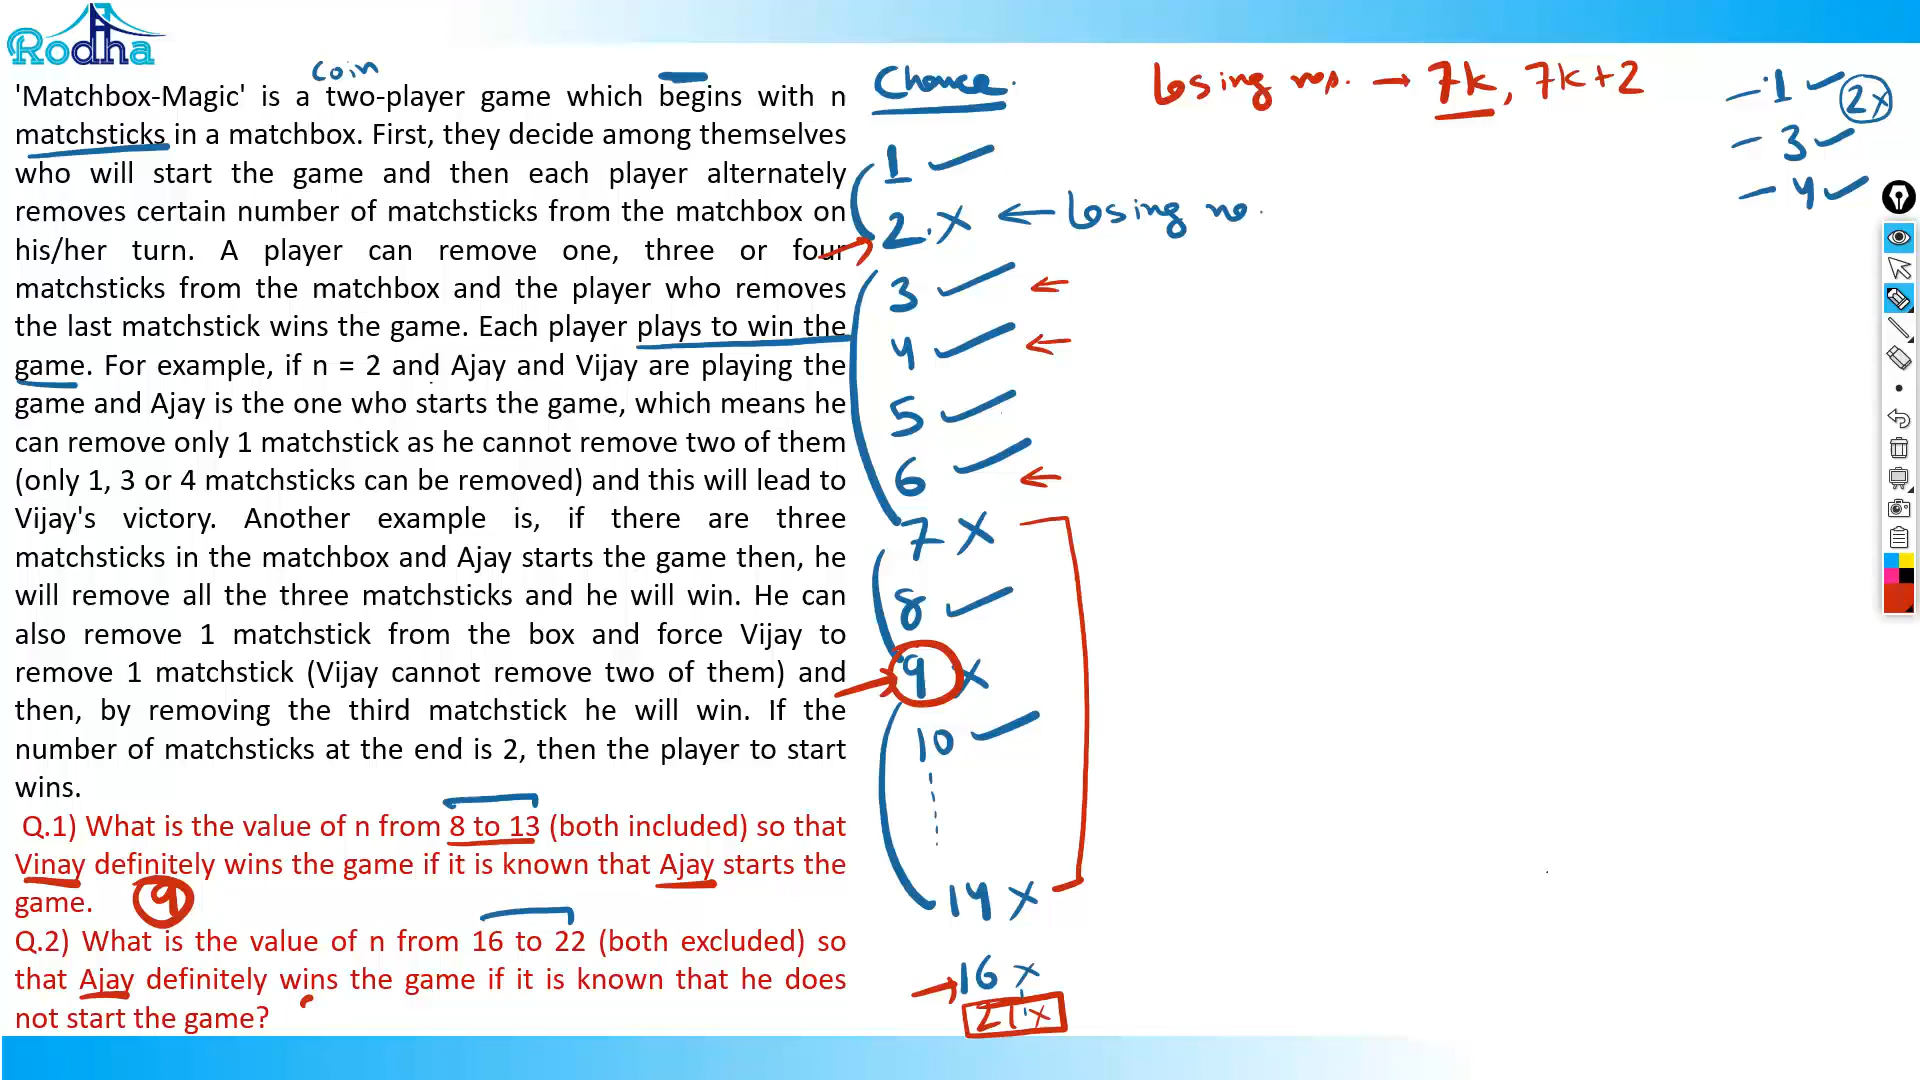 Rodha
coin
'Matchbox-Magic' is a two-player game which begins with n
matchsticks in a matchbox. First, they decide among themselves
who will start the game and then each player alternately
removes certain number of matchsticks from the matchbox on
his/her turn. A player can remove one, three or four
matchsticks from the matchbox and the player who removes
the last matchstick wins the game. Each player plays to win the
game. For example, if n = 2 and Ajay and Vijay are playing the
game and Ajay is the one who starts the game, which means he
can remove only 1 matchstick as he cannot remove two of them
(only 1, 3 or 4 matchsticks can be removed) and this will lead to
Vijay's victory. Another example is, if there are three
matchsticks in the matchbox and Ajay starts the game then, he
will remove all the three matchsticks and he will win. He can
also remove 1 matchstick from the box and force Vijay to
remove 1 matchstick (Vijay cannot remove two of them) and
then, by removing the third matchstick he will win. If the
number of matchsticks at the end is 2, then the player to start
wins.
Q.1) What is the value of n from 8 to 13 (both included) so that
Vinay definitely wins the game if it is known that Ajay starts the
game. 9
Q.2) What is the value of n from 16 to 22 (both excluded) so
that Ajay definitely wins the game if it is known that he does
not start the game?
Chance
1 ✓
2. x ← losing no.
3 ✓ ←
4 ✓ ←
5 ✓
6 ✓ ←
7 x
8 ✓
9 x
10 ✓
14 x
→ 16 x
21 x
losing nos. → 7k, 7k+2
– 1 ✓ 2x
– 3 ✓
– 4 ✓